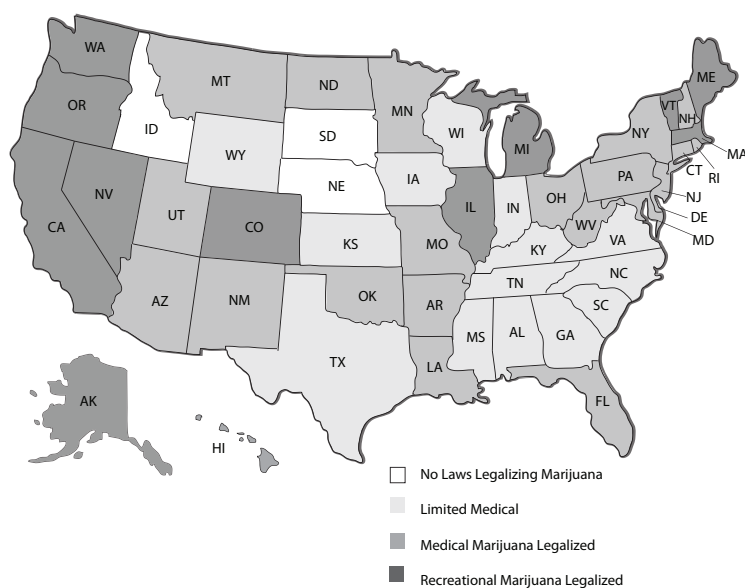 WA
ME
MT
ND
VT
MN
NH
OR
NY
ID
SD
WI
MI
MA
WY
CT
RI
PA
IA
NE
NJ
NV
OH
IL
IN
DE
UT
WV
CA
CO
MD
VA
KS
MO
KY
NC
TN
AZ
OK
NM
AR
SC
MS
AL
GA
TX
LA
AK
FL
HI
No Laws Legalizing Marijuana
Limited Medical
Medical Marijuana Legalized
Recreational Marijuana Legalized